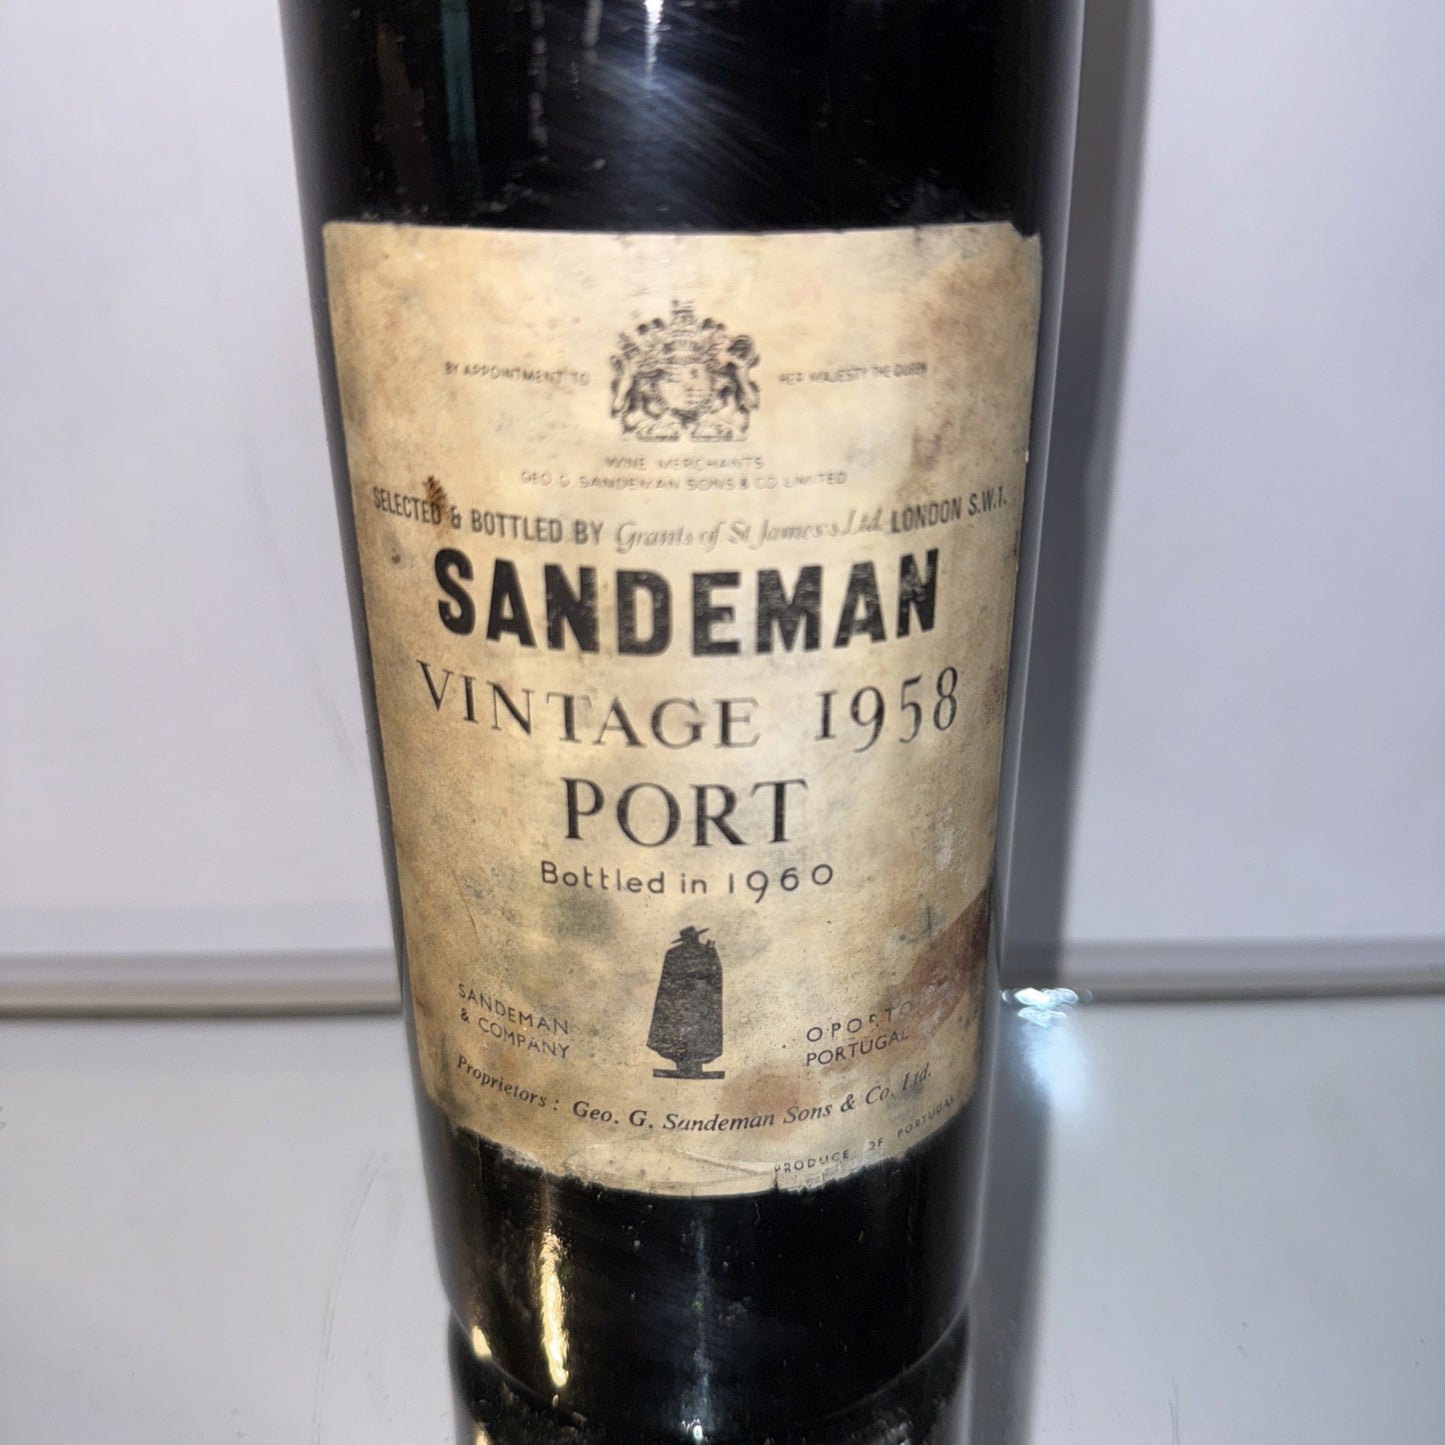 BY APPOINTMENT TO HER MAJESTY THE QUEEN
WINE MERCHANTS
GEO G. SANDEMAN SONS & CO LIMITED
SELECTED & BOTTLED BY Grants of St James's Ltd. LONDON S.W.1.
SANDEMAN
VINTAGE 1958
PORT
Bottled in 1960
SANDEMAN
& COMPANY
OPORTO
PORTUGAL
Proprietors: Geo. G. Sandeman Sons & Co. Ltd.
PRODUCE OF PORTUGAL